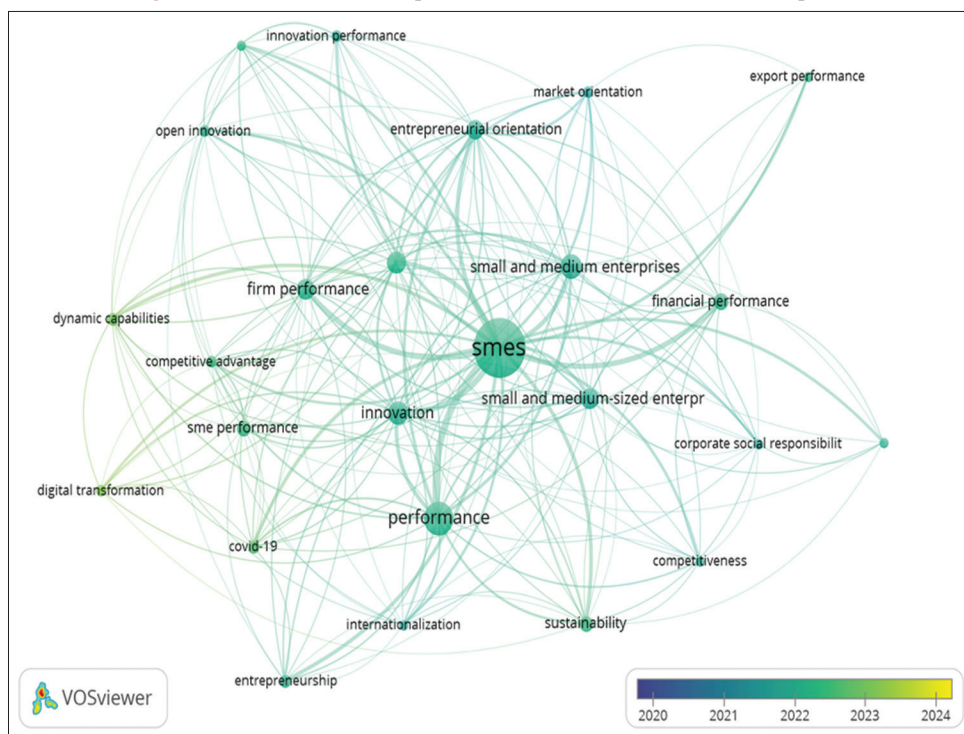 innovation performance
export performance
market orientation
open innovation
entrepreneurial orientation
small and medium enterprises
firm performance
financial performance
dynamic capabilities
smes
competitive advantage
small and medium-sized enterpr
innovation
sme performance
corporate social responsibilit
digital transformation
performance
covid-19
competitiveness
internationalization
sustainability
entrepreneurship
VOSviewer
2020 2021 2022 2023 2024